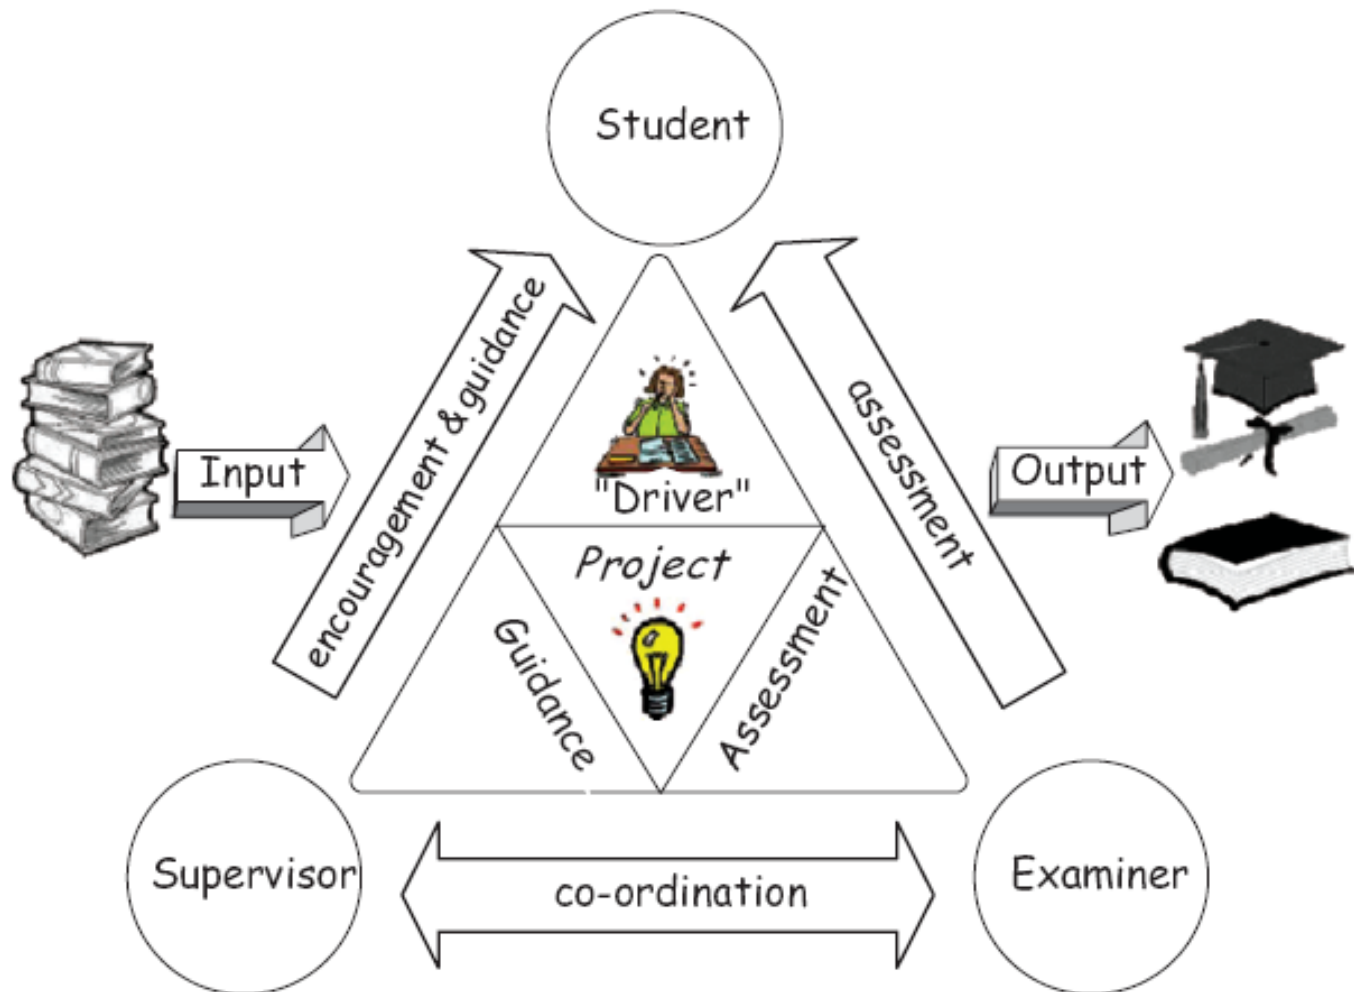 Student
encouragement & guidance
assessment
Input
Output
"Driver"
Project
Guidance
Assessment
Supervisor
co-ordination
Examiner